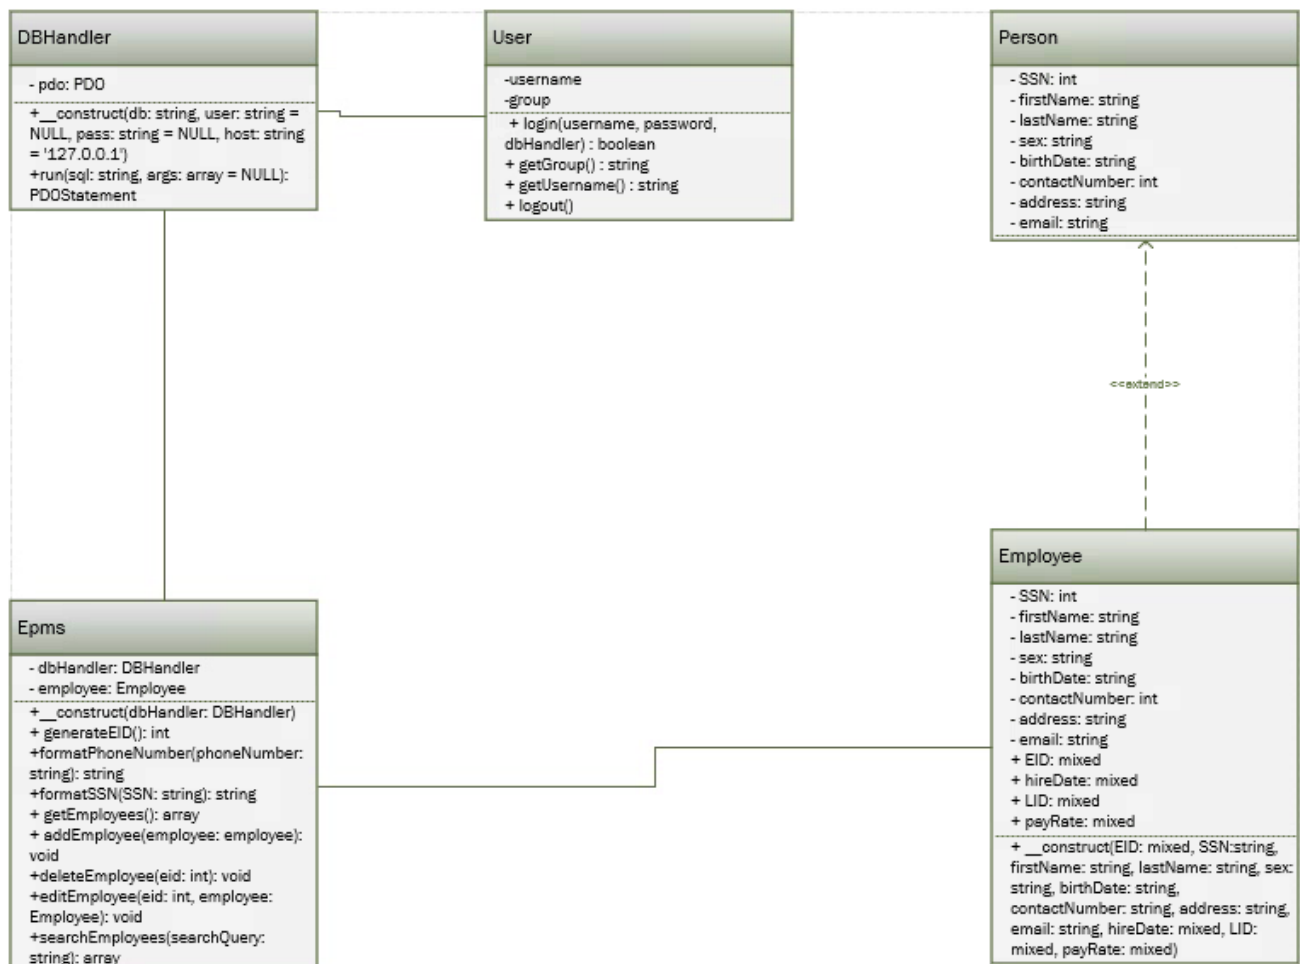 DBHandler
- pdo: PDO
+__construct(db: string, user: string =
NULL, pass: string = NULL, host: string
= '127.0.0.1')
+run(sql: string, args: array = NULL):
PDOStatement
User
-username
-group
+ login(username, password,
dbHandler) : boolean
+ getGroup() : string
+ getUsername() : string
+ logout()
Person
- SSN: int
- firstName: string
- lastName: string
- sex: string
- birthDate: string
- contactNumber: int
- address: string
- email: string
<<extend>>
Epms
- dbHandler: DBHandler
- employee: Employee
+__construct(dbHandler: DBHandler)
+ generateEID(): int
+formatPhoneNumber(phoneNumber:
string): string
+formatSSN(SSN: string): string
+ getEmployees(): array
+ addEmployee(employee: employee):
void
+deleteEmployee(eid: int): void
+editEmployee(eid: int, employee:
Employee): void
+searchEmployees(searchQuery:
string): array
Employee
- SSN: int
- firstName: string
- lastName: string
- sex: string
- birthDate: string
- contactNumber: int
- address: string
- email: string
+ EID: mixed
+ hireDate: mixed
+ LID: mixed
+ payRate: mixed
+ __construct(EID: mixed, SSN:string,
firstName: string, lastName: string, sex:
string, birthDate: string,
contactNumber: string, address: string,
email: string, hireDate: mixed, LID:
mixed, payRate: mixed)